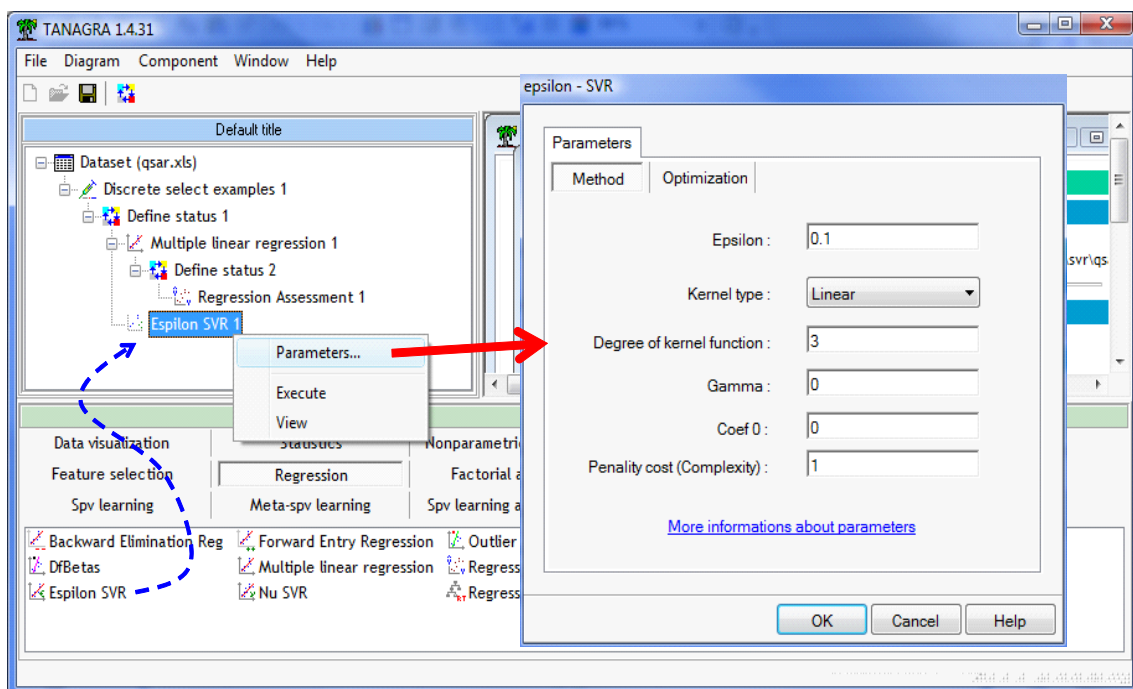 TANAGRA 1.4.31
File Diagram Component Window Help
Default title
Dataset (qsar.xls)
Discrete select examples 1
Define status 1
Multiple linear regression 1
Define status 2
Regression Assessment 1
Espilon SVR 1
Parameters...
Execute
View
\svr\qs
epsilon - SVR
Parameters
Method Optimization
Epsilon : 0.1
Kernel type : Linear
Degree of kernel function : 3
Gamma : 0
Coef 0 : 0
Penality cost (Complexity) : 1
More informations about parameters
OK Cancel Help
Data visualization Statistics Nonparametri
Feature selection Regression Factorial a
Spv learning Meta-spv learning Spv learning a
Backward Elimination Reg Forward Entry Regression Outlier
DfBetas Multiple linear regression Regress
Espilon SVR Nu SVR Regress